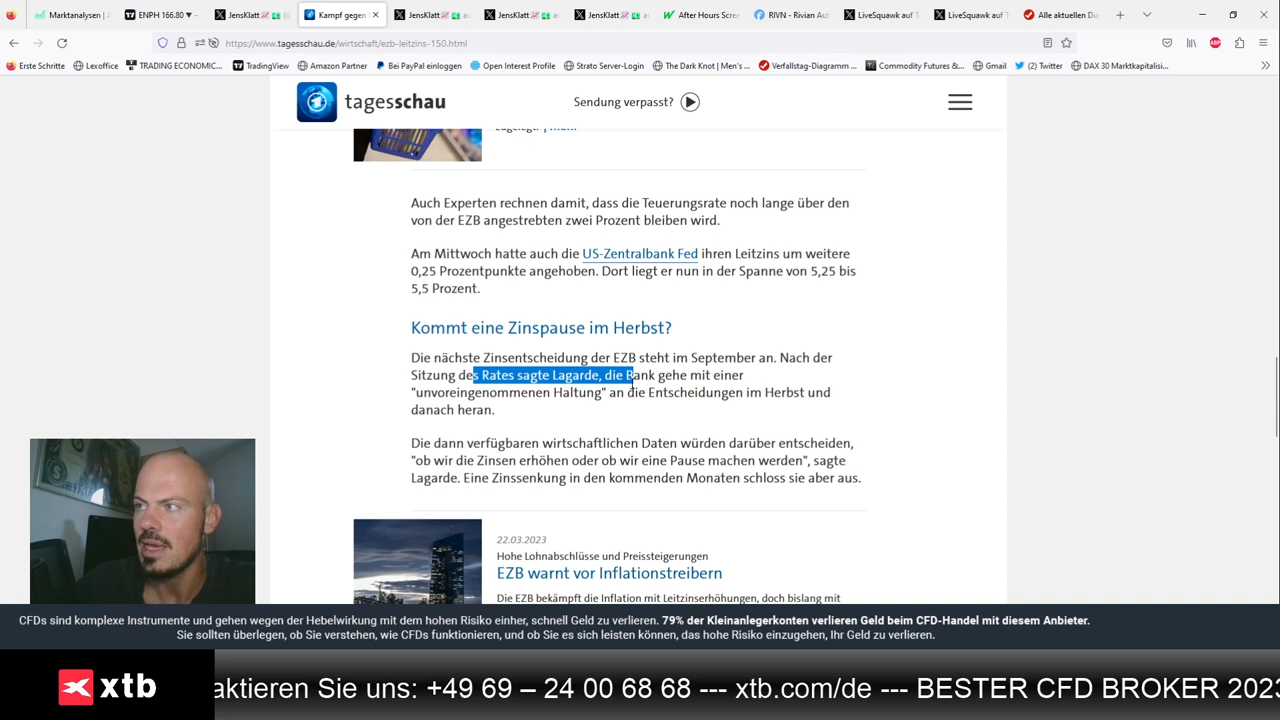 Marktanalysen | A
ENPH 166.80 ▼ −
JensKlatt
Kampf gegen
JensKlatt
JensKlatt
JensKlatt
After Hours Scre
RIVN - Rivian Aut
LiveSquawk auf T
LiveSquawk auf T
Alle aktuellen Dia
https://www.tagesschau.de/wirtschaft/ezb-leitzins-150.html
Erste Schritte
Lexoffice
TRADING ECONOMIC...
TradingView
Amazon Partner
Bei PayPal einloggen
Open Interest Profile
Strato Server-Login
The Dark Knot | Men's ...
Verfallstag-Diagramm ...
Commodity Futures &...
Gmail
(2) Twitter
DAX 30 Marktkapitalisi...
tagesschau
Sendung verpasst?
zugelegt. | mehr
Auch Experten rechnen damit, dass die Teuerungsrate noch lange über den
von der EZB angestrebten zwei Prozent bleiben wird.
Am Mittwoch hatte auch die US-Zentralbank Fed ihren Leitzins um weitere
0,25 Prozentpunkte angehoben. Dort liegt er nun in der Spanne von 5,25 bis
5,5 Prozent.
Kommt eine Zinspause im Herbst?
Die nächste Zinsentscheidung der EZB steht im September an. Nach der
Sitzung des Rates sagte Lagarde, die Bank gehe mit einer
"unvoreingenommenen Haltung" an die Entscheidungen im Herbst und
danach heran.
Die dann verfügbaren wirtschaftlichen Daten würden darüber entscheiden,
"ob wir die Zinsen erhöhen oder ob wir eine Pause machen werden", sagte
Lagarde. Eine Zinssenkung in den kommenden Monaten schloss sie aber aus.
22.03.2023
Hohe Lohnabschlüsse und Preissteigerungen
EZB warnt vor Inflationstreibern
Die EZB bekämpft die Inflation mit Leitzinserhöhungen, doch bislang mit
CFDs sind komplexe Instrumente und gehen wegen der Hebelwirkung mit dem hohen Risiko einher, schnell Geld zu verlieren. 79% der Kleinanlegerkonten verlieren Geld beim CFD-Handel mit diesem Anbieter.
Sie sollten überlegen, ob Sie verstehen, wie CFDs funktionieren, und ob Sie es sich leisten können, das hohe Risiko einzugehen, Ihr Geld zu verlieren.
xtb
aktieren Sie uns: +49 69 – 24 00 68 68 --- xtb.com/de --- BESTER CFD BROKER 2023